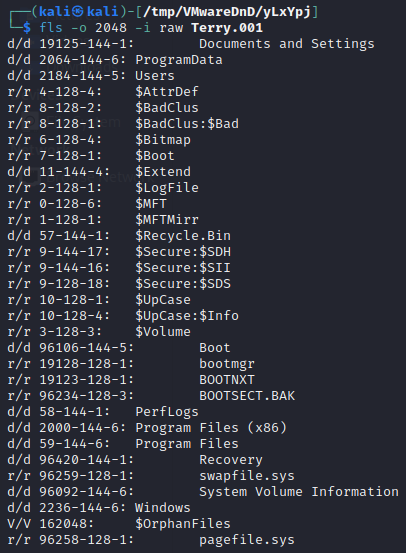 ┌──(kali㉿kali)-[/tmp/VMwareDnD/yLxYpj]
└─$ fls -o 2048 -i raw Terry.001
d/d 19125-144-1:	Documents and Settings
d/d 2064-144-6:	ProgramData
d/d 2184-144-5:	Users
r/r 4-128-4:	$AttrDef
r/r 8-128-2:	$BadClus
r/r 8-128-1:	$BadClus:$Bad
r/r 6-128-4:	$Bitmap
r/r 7-128-1:	$Boot
d/d 11-144-4:	$Extend
r/r 2-128-1:	$LogFile
r/r 0-128-6:	$MFT
r/r 1-128-1:	$MFTMirr
d/d 57-144-1:	$Recycle.Bin
r/r 9-144-17:	$Secure:$SDH
r/r 9-144-16:	$Secure:$SII
r/r 9-128-18:	$Secure:$SDS
r/r 10-128-1:	$UpCase
r/r 10-128-4:	$UpCase:$Info
r/r 3-128-3:	$Volume
d/d 96106-144-5:	Boot
r/r 19128-128-1:	bootmgr
r/r 19123-128-1:	BOOTNXT
r/r 96234-128-3:	BOOTSECT.BAK
d/d 58-144-1:	PerfLogs
d/d 2000-144-6:	Program Files (x86)
d/d 59-144-6:	Program Files
d/d 96420-144-1:	Recovery
r/r 96259-128-1:	swapfile.sys
d/d 96092-144-6:	System Volume Information
d/d 2236-144-6:	Windows
V/V 162048:	$OrphanFiles
r/r 96258-128-1:	pagefile.sys